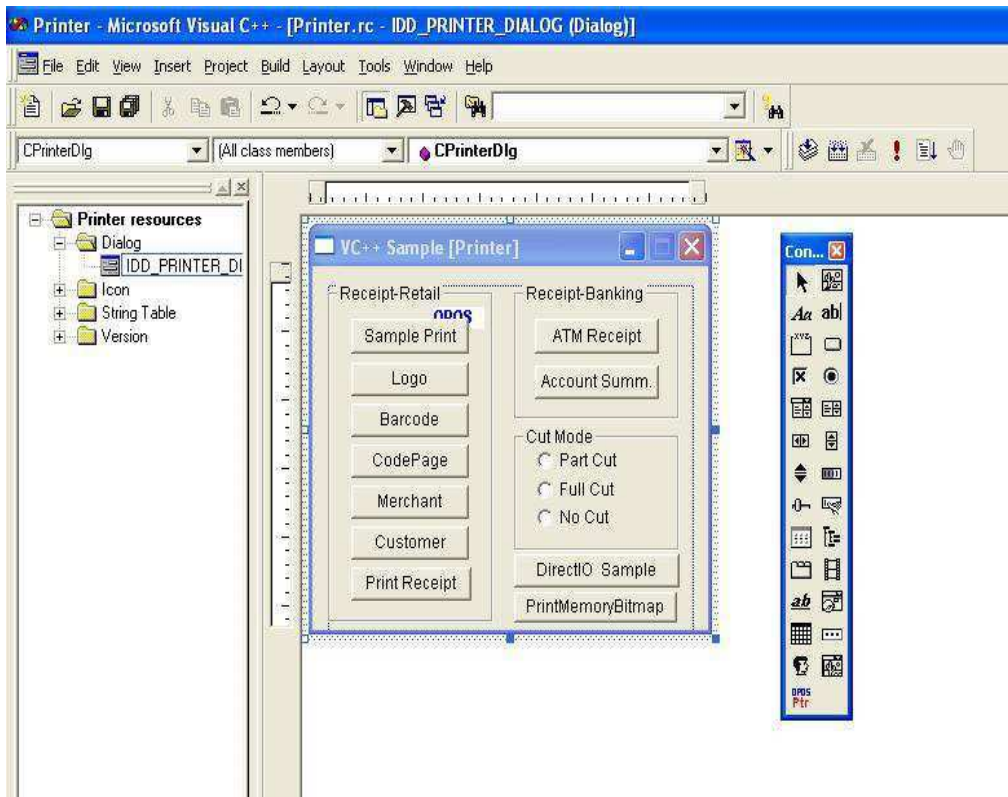 Printer - Microsoft Visual C++ - [Printer.rc - IDD_PRINTER_DIALOG (Dialog)]
File Edit View Insert Project Build Layout Tools Window Help
CPrinterDlg (All class members) CPrinterDlg
Printer resources
Dialog
IDD_PRINTER_DI
Icon
String Table
Version
VC++ Sample [Printer]
Receipt-Retail
OPOS
Sample Print
Logo
Barcode
CodePage
Merchant
Customer
Print Receipt
Receipt-Banking
ATM Receipt
Account Summ.
Cut Mode
Part Cut
Full Cut
No Cut
DirectIO Sample
PrintMemoryBitmap
Con...
Aa ab|
XYZ
ab
OPOS
Ptr